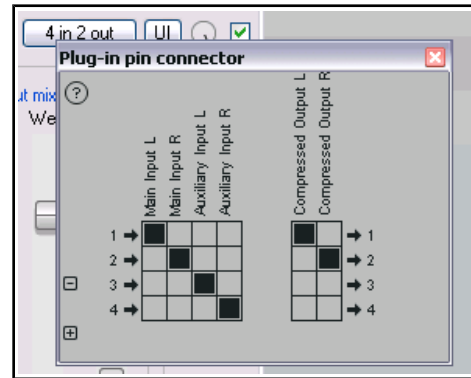 4 in 2 out UI
Plug-in pin connector
?
ut mix
We
Main Input L
Main Input R
Auxiliary Input L
Auxiliary Input R
Compressed Output L
Compressed Output R
1 1
2 2
3 3
4 4